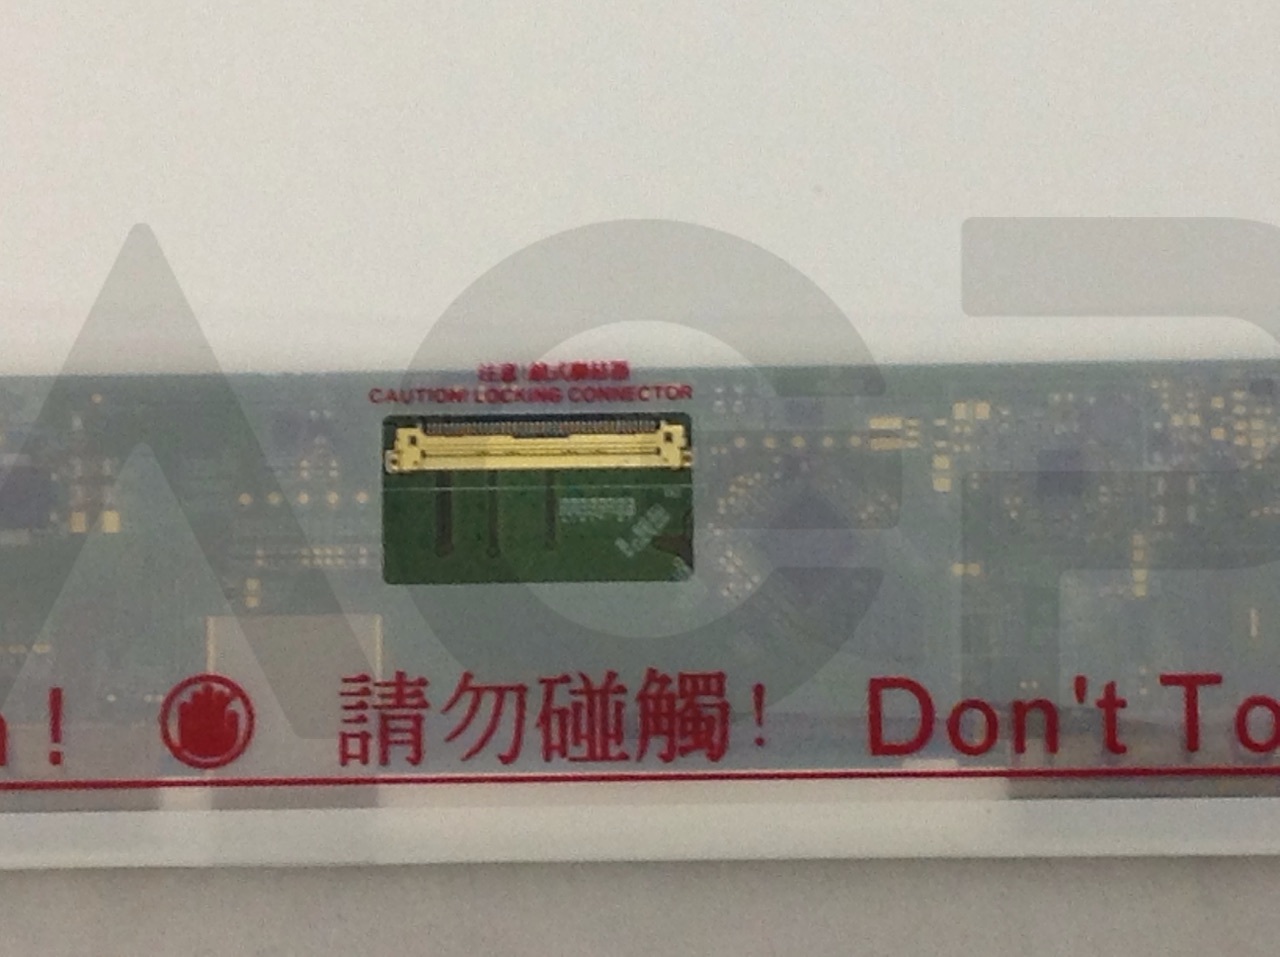 CAUTION! LOCKING CONNECTOR
! 請勿碰觸! Don't To